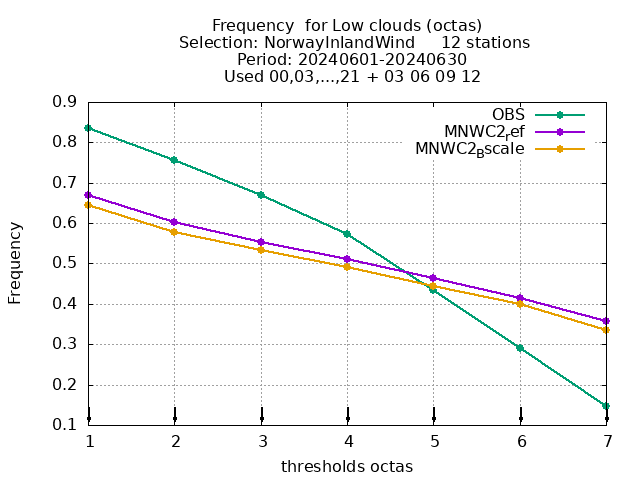 Frequency  for Low clouds (octas)
Selection: NorwayInlandWind     12 stations
Period: 20240601-20240630
Used 00,03,...,21 + 03 06 09 12
OBS
MNWC2_ref
MNWC2_Bscale
Frequency
0.9
0.8
0.7
0.6
0.5
0.4
0.3
0.2
0.1
1 2 3 4 5 6 7
thresholds octas